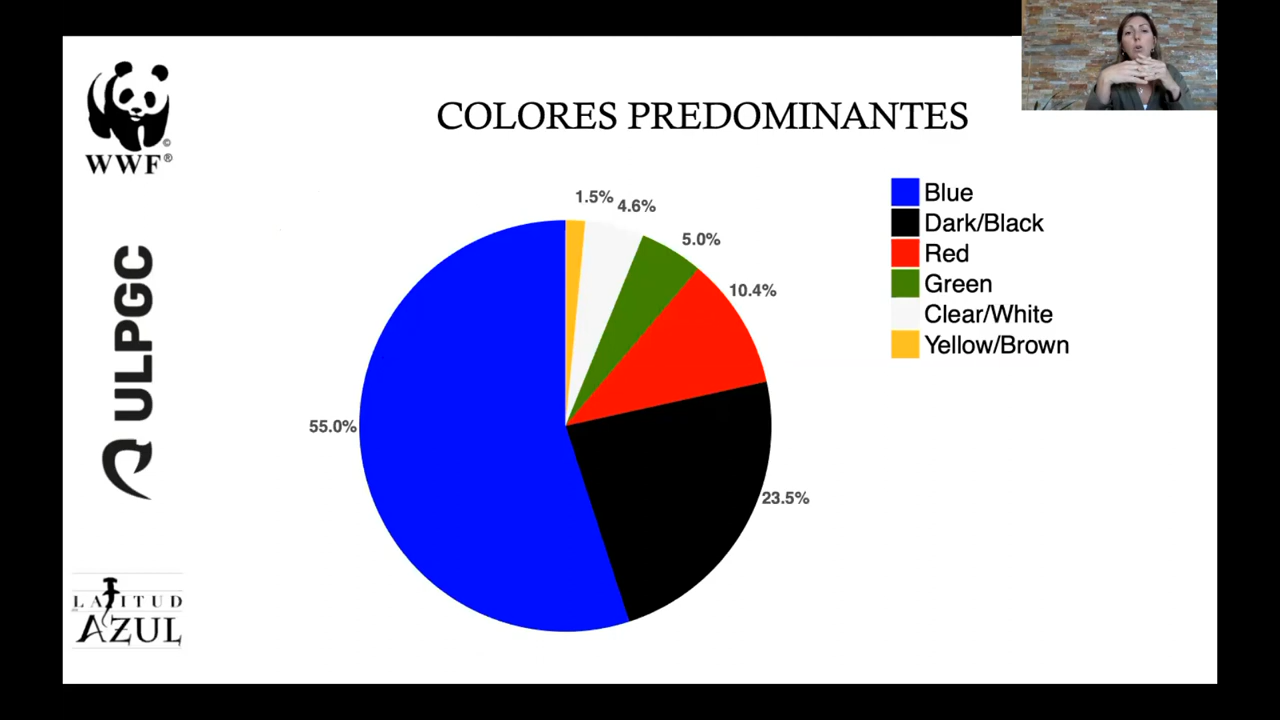 WWF®
©
ULPGC
LATITUD
AZUL
COLORES PREDOMINANTES
1.5%
4.6%
5.0%
10.4%
23.5%
55.0%
Blue
Dark/Black
Red
Green
Clear/White
Yellow/Brown